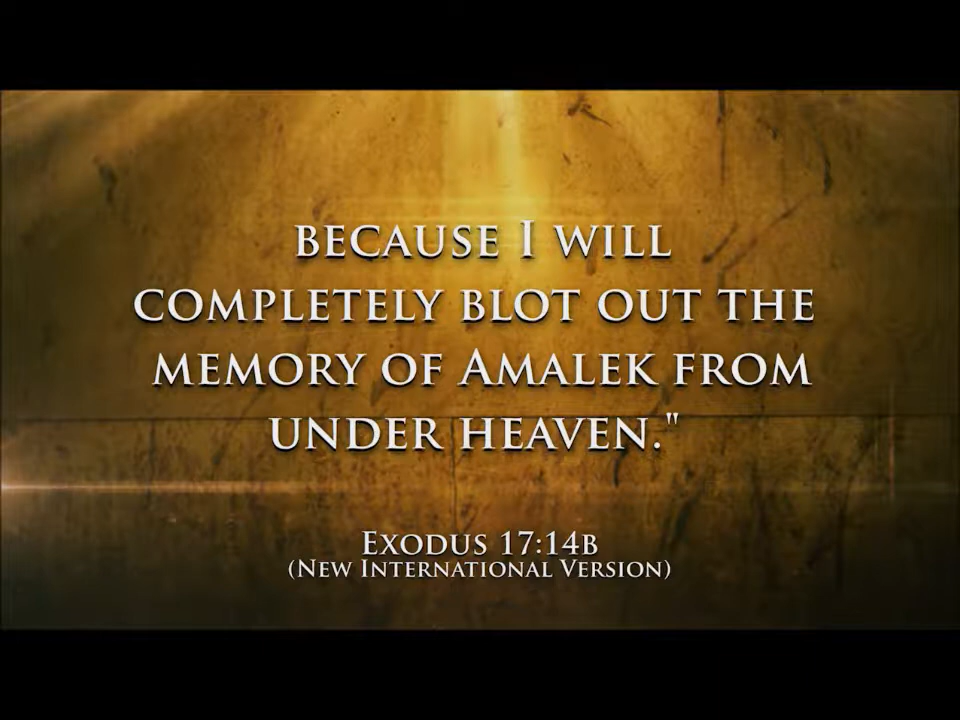 because I will
completely blot out the
memory of Amalek from
under heaven."
Exodus 17:14b
(New International Version)